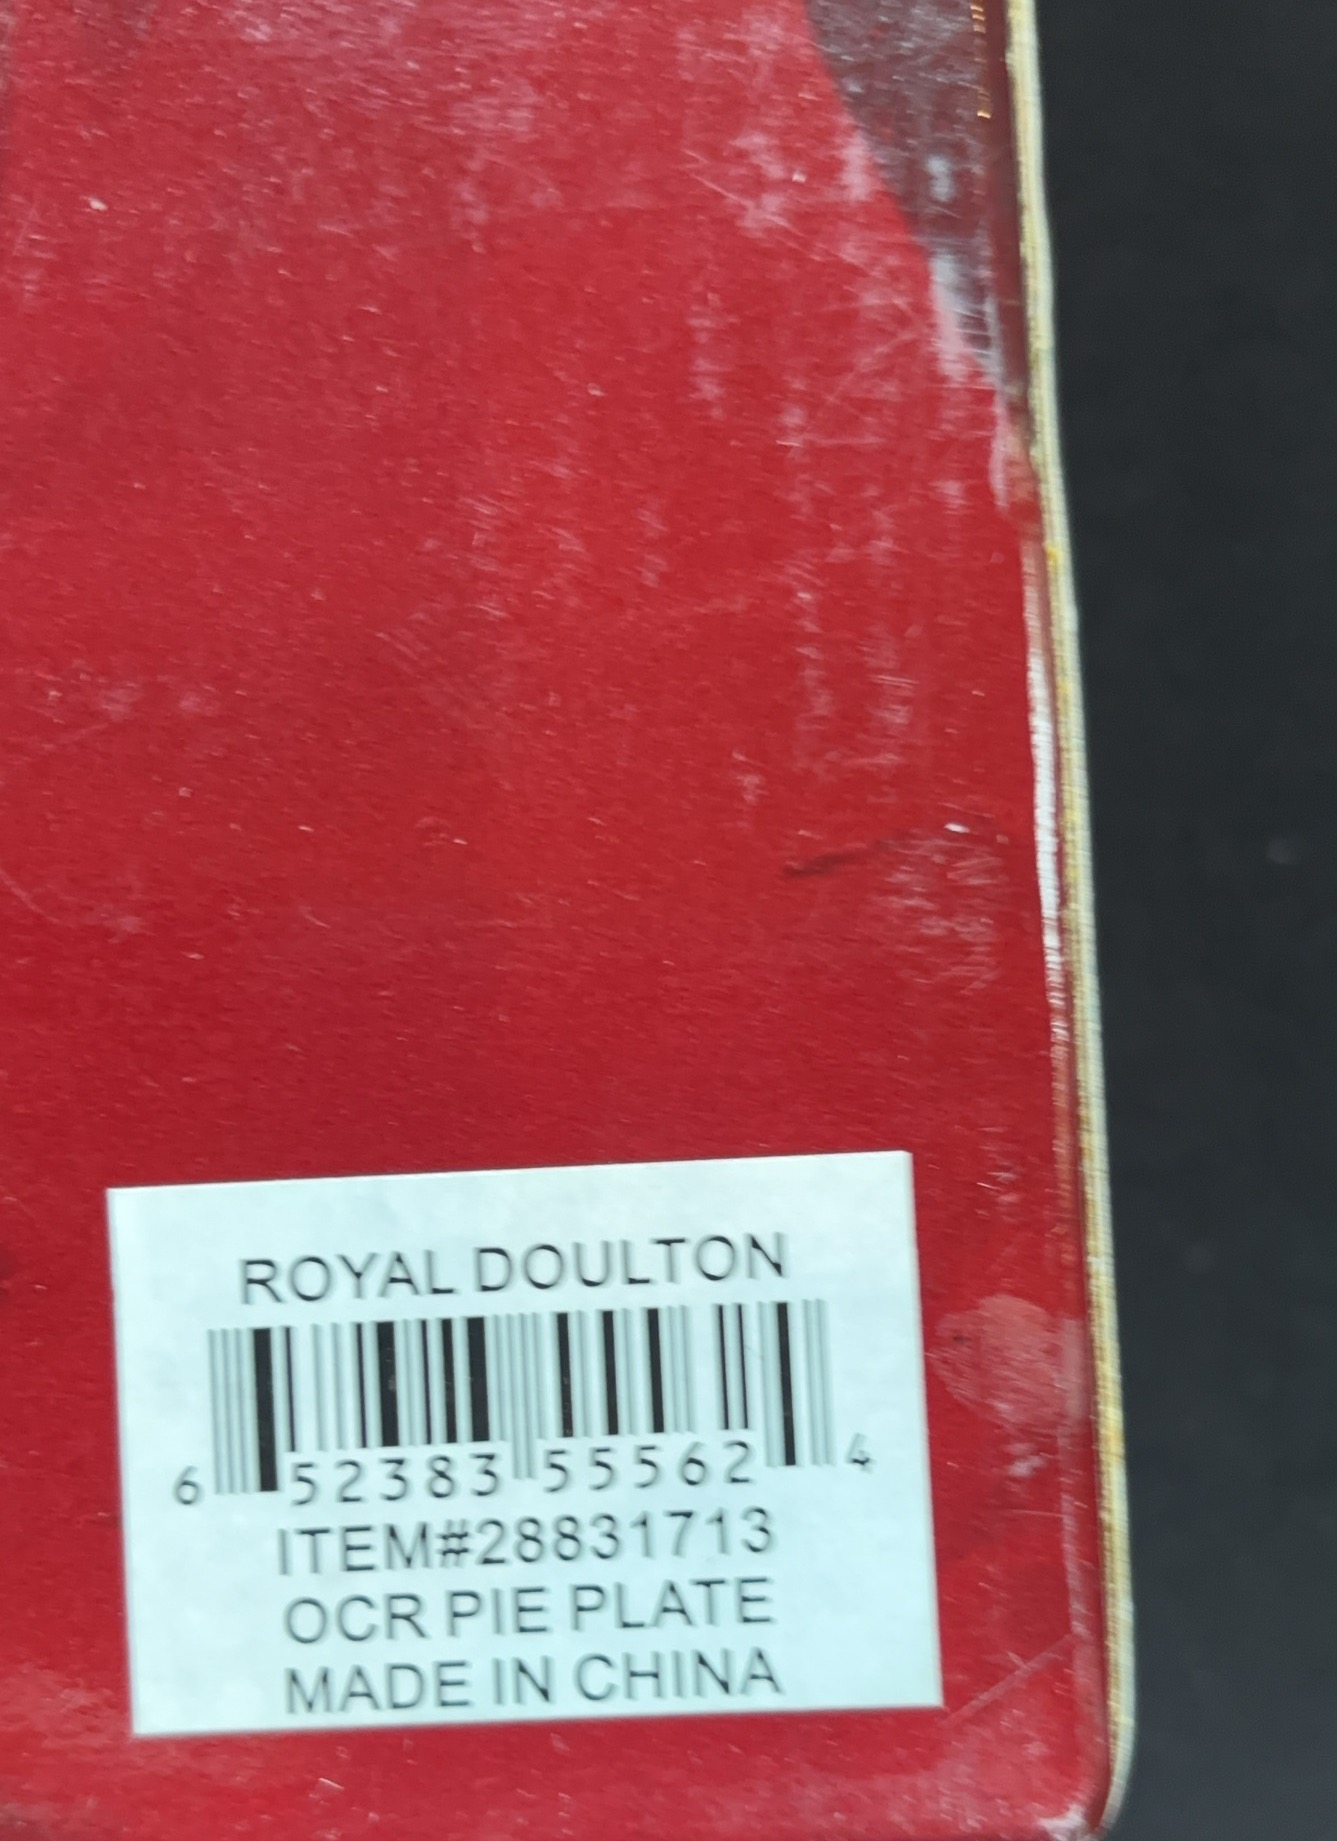 ROYAL DOULTON
6 52383 55562 4
ITEM#28831713
OCR PIE PLATE
MADE IN CHINA